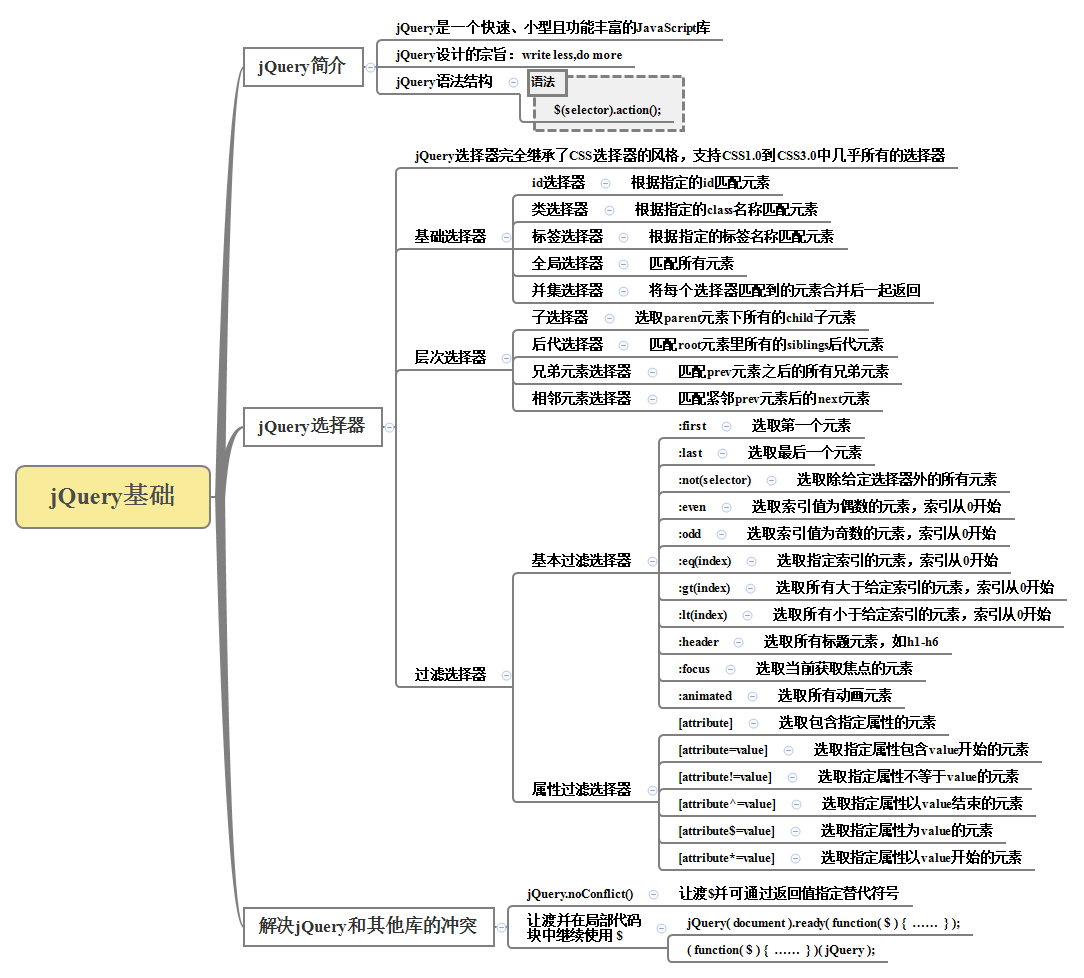 jQuery基础
jQuery简介
jQuery是一个快速、小型且功能丰富的JavaScript库
jQuery设计的宗旨：write less,do more
jQuery语法结构
语法
$(selector).action();
jQuery选择器
jQuery选择器完全继承了CSS选择器的风格，支持CSS1.0到CSS3.0中几乎所有的选择器
基础选择器
id选择器 根据指定的id匹配元素
类选择器 根据指定的class名称匹配元素
标签选择器 根据指定的标签名称匹配元素
全局选择器 匹配所有元素
并集选择器 将每个选择器匹配到的元素合并后一起返回
层次选择器
子选择器 选取parent元素下所有的child子元素
后代选择器 匹配root元素里所有的siblings后代元素
兄弟元素选择器 匹配prev元素之后的所有兄弟元素
相邻元素选择器 匹配紧邻prev元素后的next元素
过滤选择器
基本过滤选择器
:first 选取第一个元素
:last 选取最后一个元素
:not(selector) 选取除给定选择器外的所有元素
:even 选取索引值为偶数的元素，索引从0开始
:odd 选取索引值为奇数的元素，索引从0开始
:eq(index) 选取指定索引的元素，索引从0开始
:gt(index) 选取所有大于给定索引的元素，索引从0开始
:lt(index) 选取所有小于给定索引的元素，索引从0开始
:header 选取所有标题元素，如h1-h6
:focus 选取当前获取焦点的元素
:animated 选取所有动画元素
属性过滤选择器
[attribute] 选取包含指定属性的元素
[attribute=value] 选取指定属性包含value开始的元素
[attribute!=value] 选取指定属性不等于value的元素
[attribute^=value] 选取指定属性以value结束的元素
[attribute$=value] 选取指定属性为value的元素
[attribute*=value] 选取指定属性以value开始的元素
解决jQuery和其他库的冲突
jQuery.noConflict() 让渡$并可通过返回值指定替代符号
让渡并在局部代码
块中继续使用 $
jQuery( document ).ready( function( $ ) { …… } );
( function( $ ) { …… } )( jQuery );